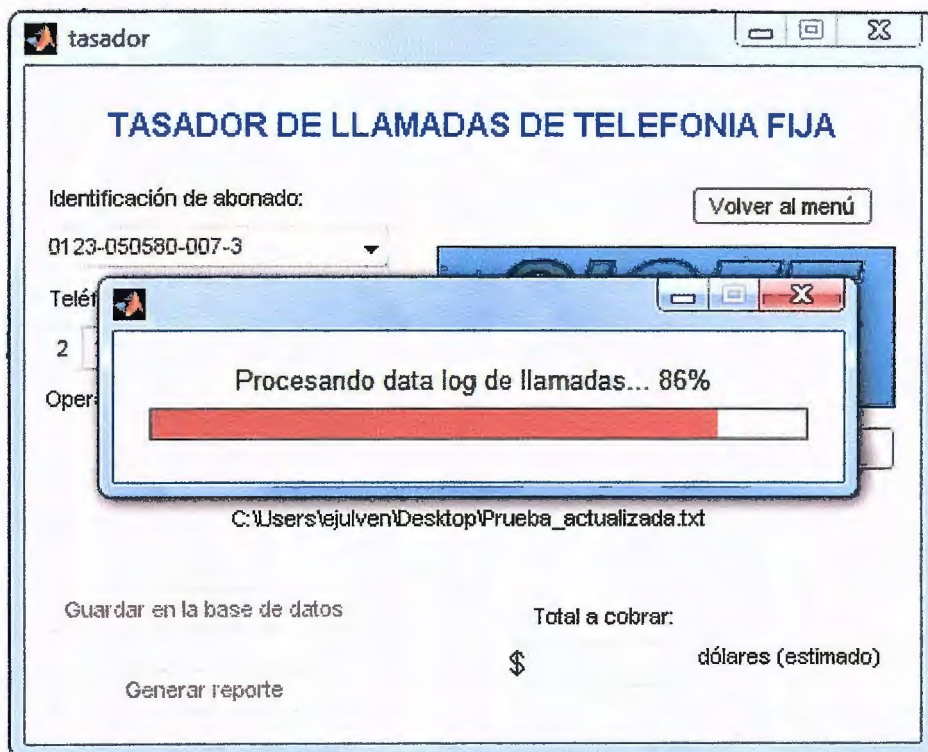 tasador
TASADOR DE LLAMADAS DE TELEFONIA FIJA
Identificación de abonado:
Volver al menú
0123-050580-007-3
Teléf
2
Oper
Procesando data log de llamadas... 86%
C:\Users\ejulven\Desktop\Prueba_actualizada.txt
Guardar en la base de datos
Total a cobrar:
$ dólares (estimado)
Generar reporte